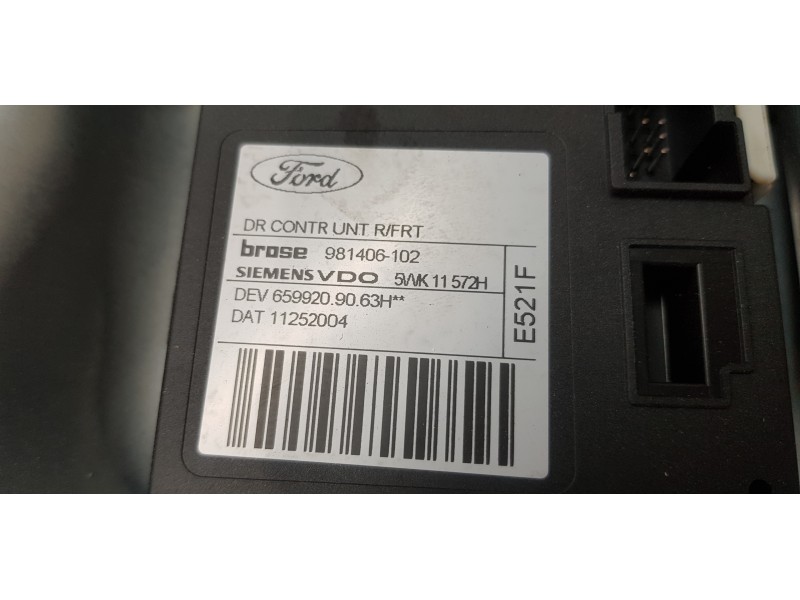 Ford
DR CONTR UNT R/FRT
brose 981406-102
SIEMENS VDO 5WK 11 572H
DEV 659920.90.63H**
DAT 11252004
E521F